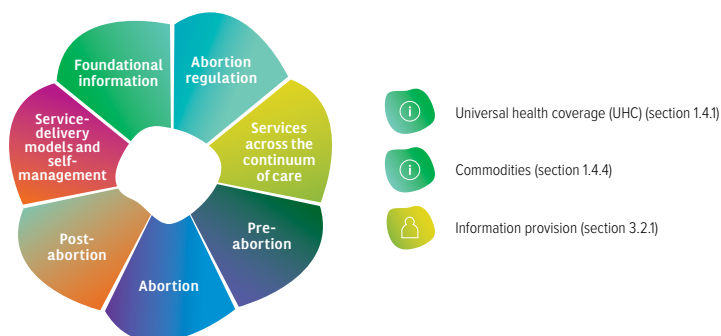 Foundational
information
Abortion
regulation
Services
across the
continuum
of care
Pre-
abortion
Abortion
Post-
abortion
Service-
delivery
models and
self-
management
Universal health coverage (UHC) (section 1.4.1)
Commodities (section 1.4.4)
Information provision (section 3.2.1)